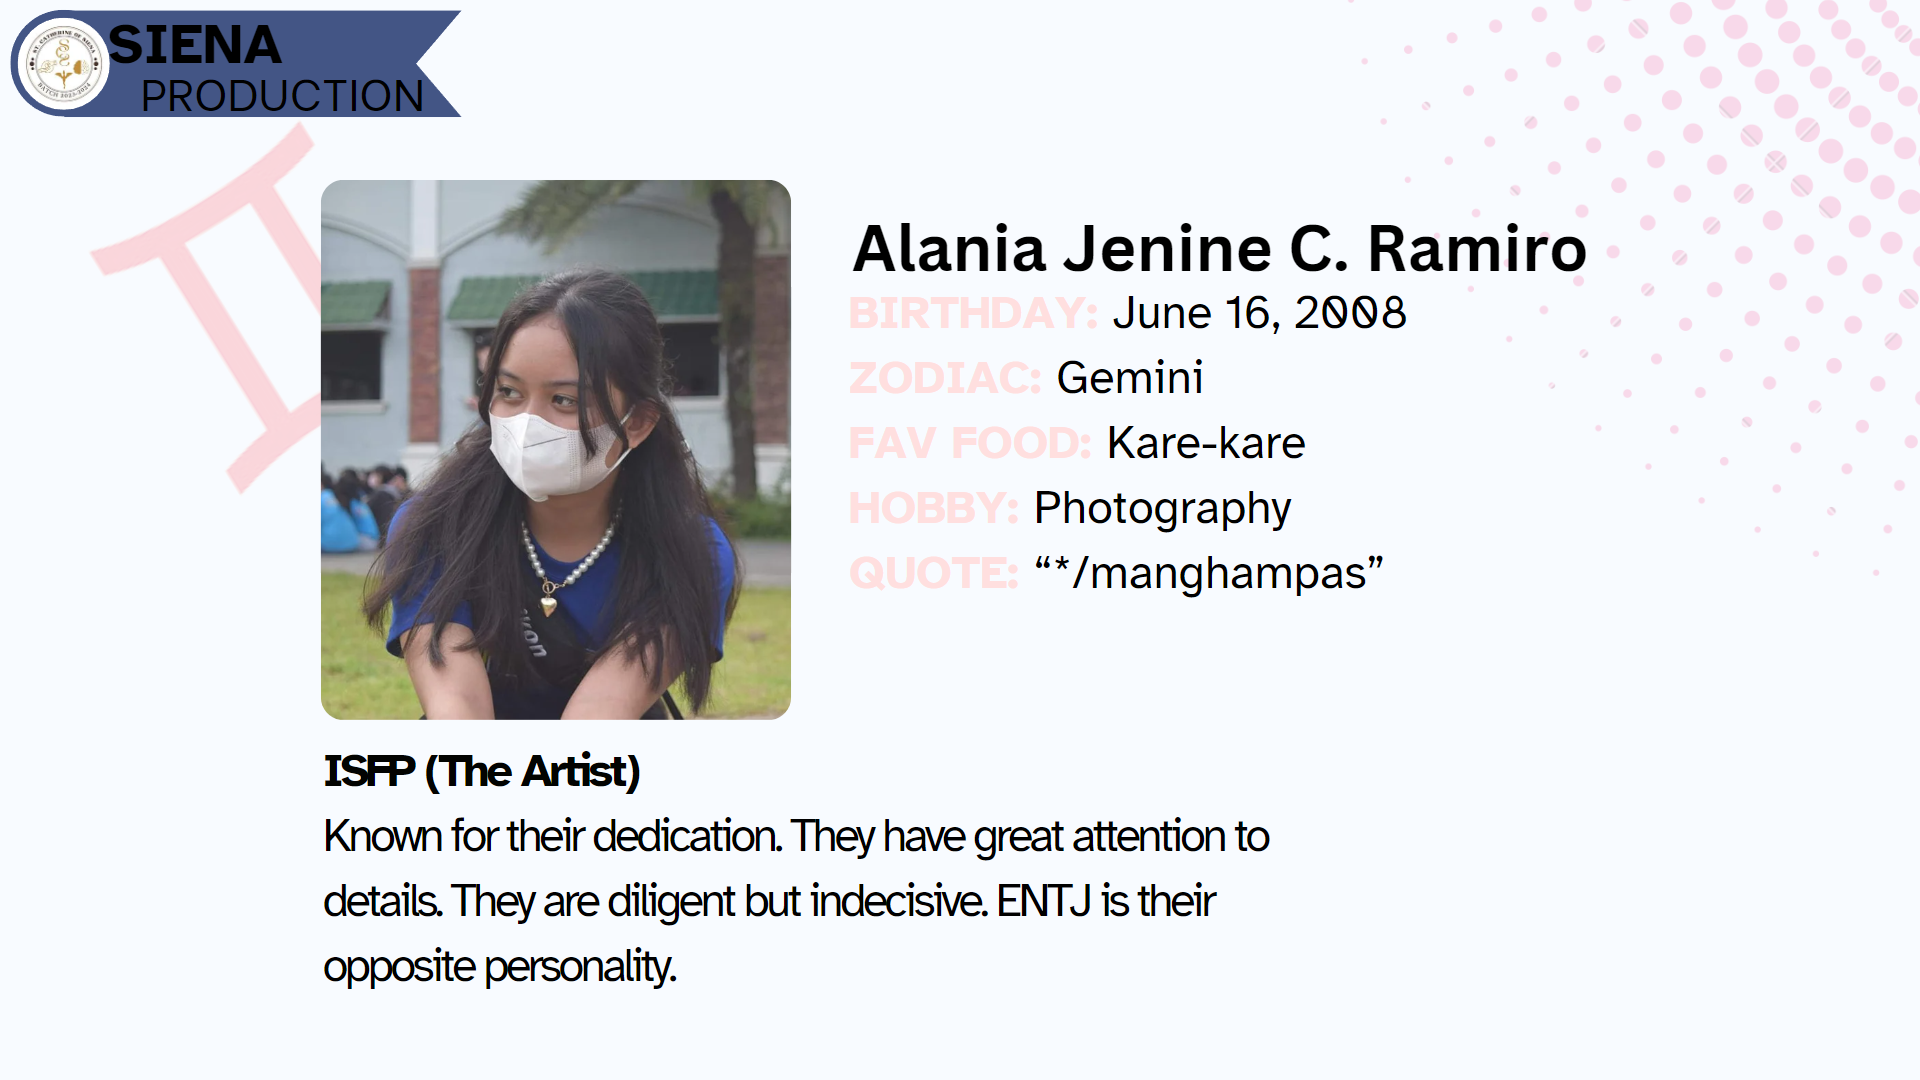 ST. CATHERINE OF SIENA
BATCH 2023-2024
SIENA
PRODUCTION
Alania Jenine C. Ramiro
BIRTHDAY: June 16, 2008
ZODIAC: Gemini
FAV FOOD: Kare-kare
HOBBY: Photography
QUOTE: “*/manghampas”
ISFP (The Artist)
Known for their dedication. They have great attention to
details. They are diligent but indecisive. ENTJ is their
opposite personality.